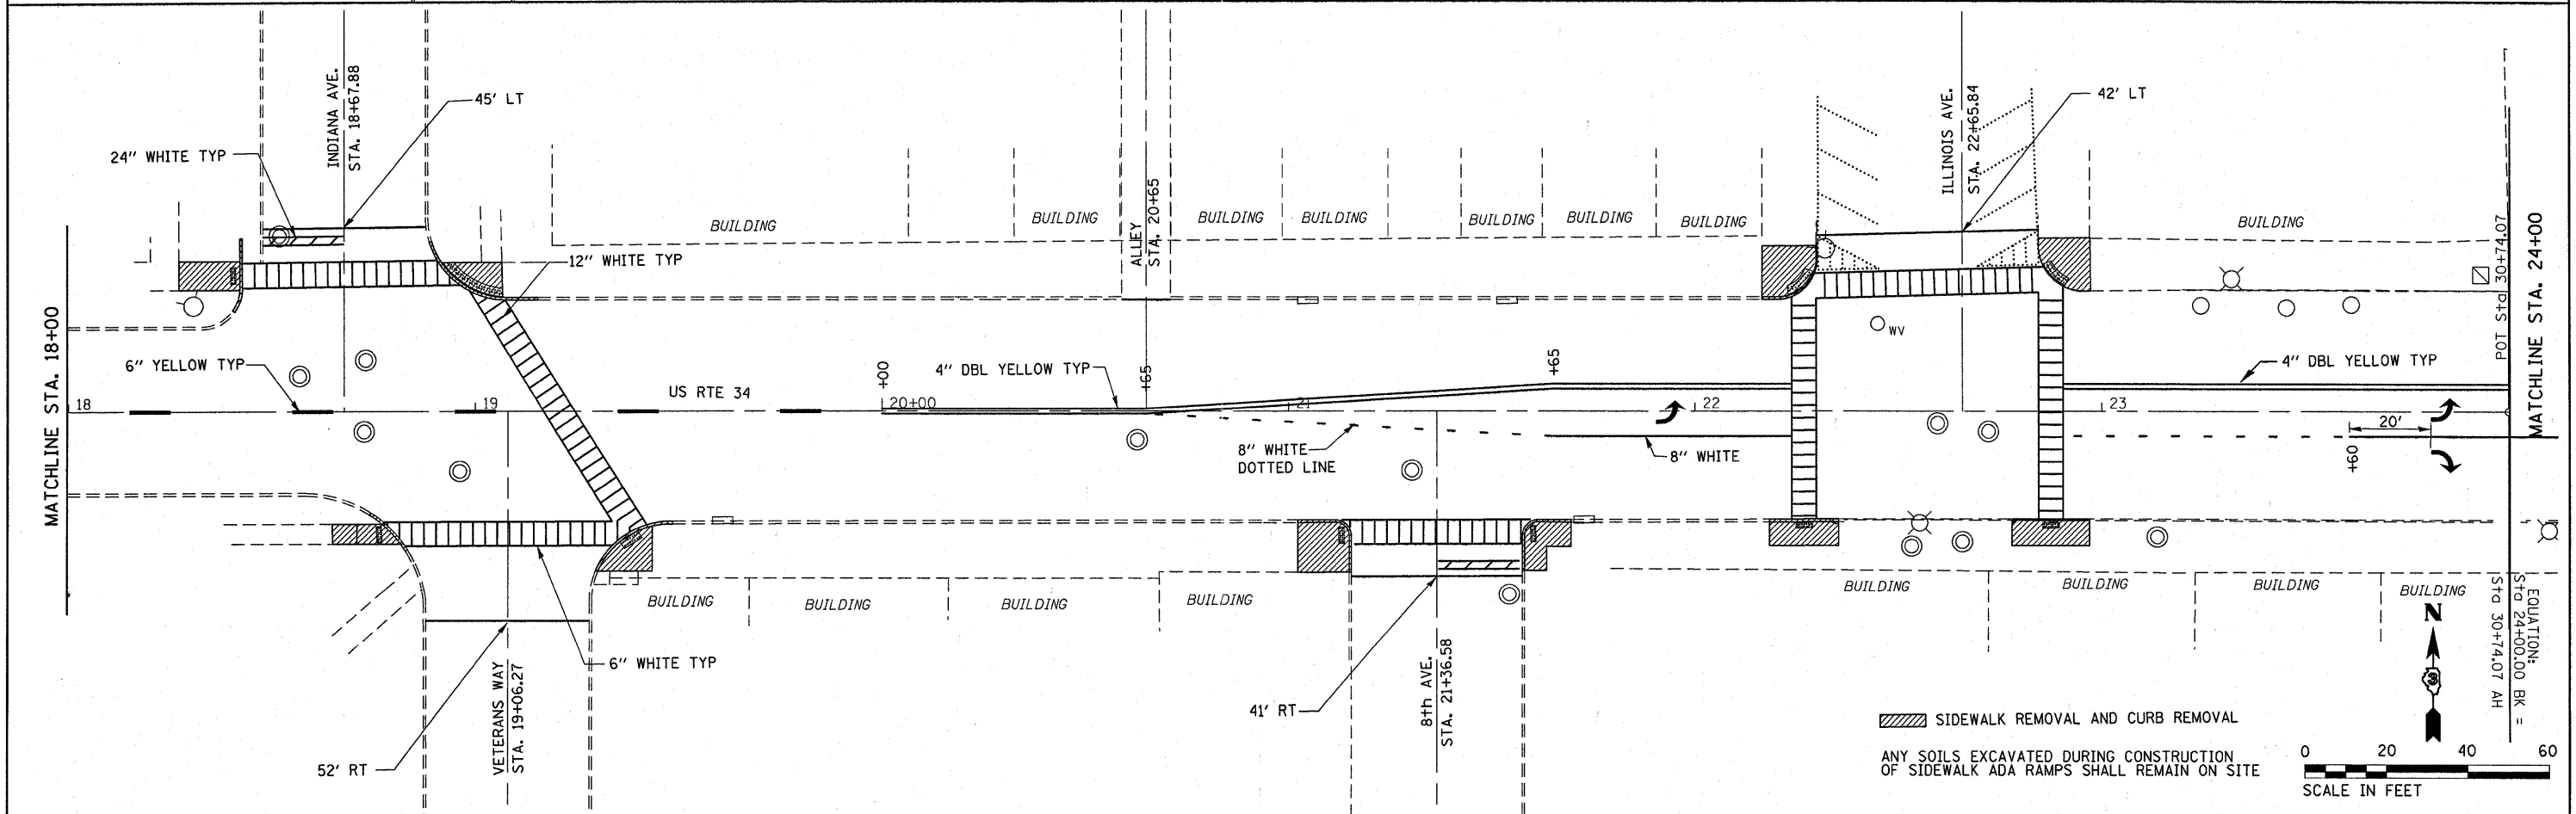 MATCHLINE STA. 18+00
INDIANA AVE.
STA. 18+67.88
45' LT
24" WHITE TYP
12" WHITE TYP
6" YELLOW TYP
18
19
US RTE 34
+00
20+00
4" DBL YELLOW TYP
+65
ALLEY
STA. 20+65
BUILDING
BUILDING
BUILDING
BUILDING
BUILDING
BUILDING
BUILDING
BUILDING
21
+65
8" WHITE
DOTTED LINE
8" WHITE
22
ILLINOIS AVE.
STA. 22+65.84
42' LT
WV
4" DBL YELLOW TYP
23
20'
+60
POT Sta 30+74.07
MATCHLINE STA. 24+00
BUILDING
BUILDING
BUILDING
BUILDING
BUILDING
BUILDING
BUILDING
BUILDING
6" WHITE TYP
VETERANS WAY
STA. 19+06.27
52' RT
41' RT
8th AVE.
STA. 21+36.58
EQUATION:
Sta 24+00.00 BK =
Sta 30+74.07 AH
N
3
SIDEWALK REMOVAL AND CURB REMOVAL
ANY SOILS EXCAVATED DURING CONSTRUCTION
OF SIDEWALK ADA RAMPS SHALL REMAIN ON SITE
0 20 40 60
SCALE IN FEET